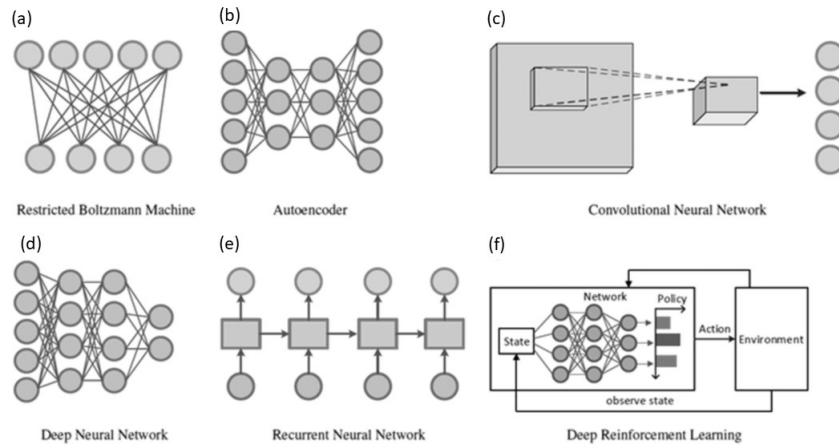 (a)
(b)
(c)
Restricted Boltzmann Machine
Autoencoder
Convolutional Neural Network
(d)
(e)
(f)
Network
Policy
State
Action
Environment
observe state
Deep Neural Network
Recurrent Neural Network
Deep Reinforcement Learning